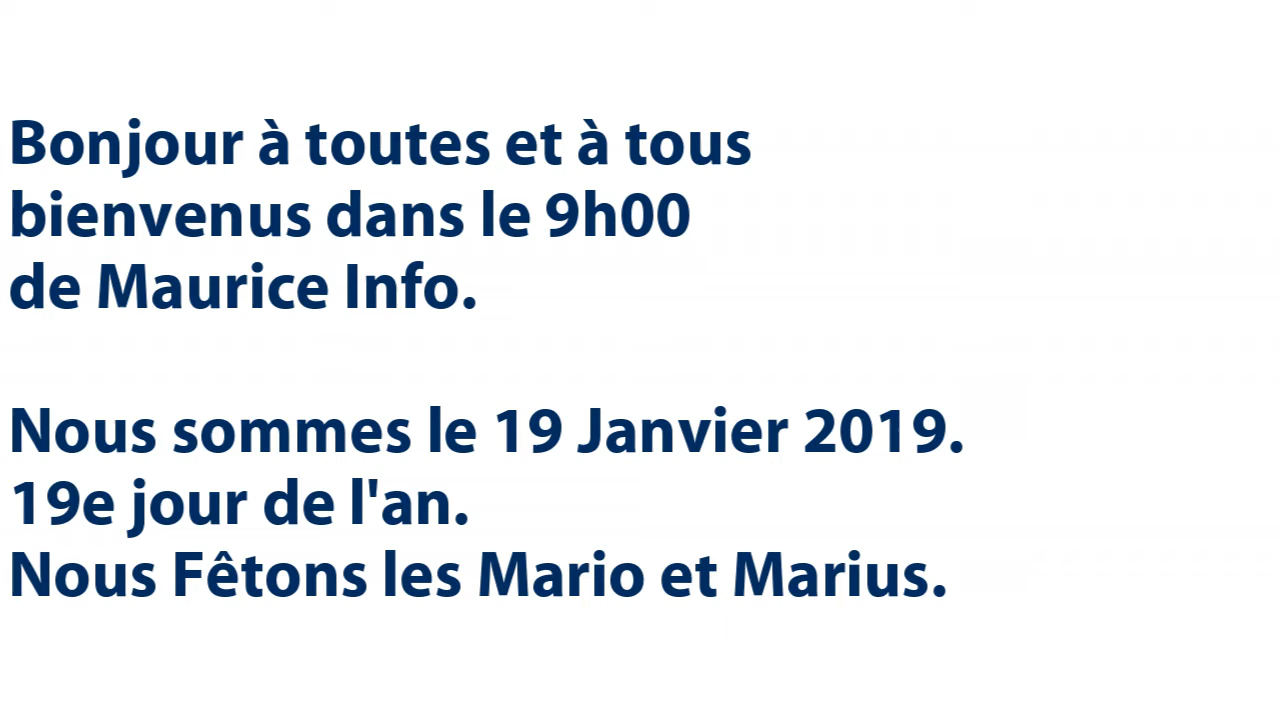 Bonjour à toutes et à tous
bienvenus dans le 9h00
de Maurice Info.
Nous sommes le 19 Janvier 2019.
19e jour de l'an.
Nous Fêtons les Mario et Marius.